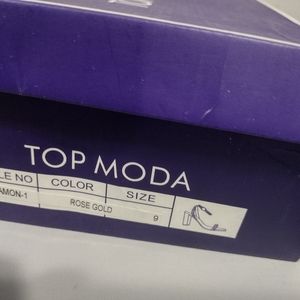 TOP MODA
LE NO COLOR SIZE
AMON-1 ROSE GOLD 9